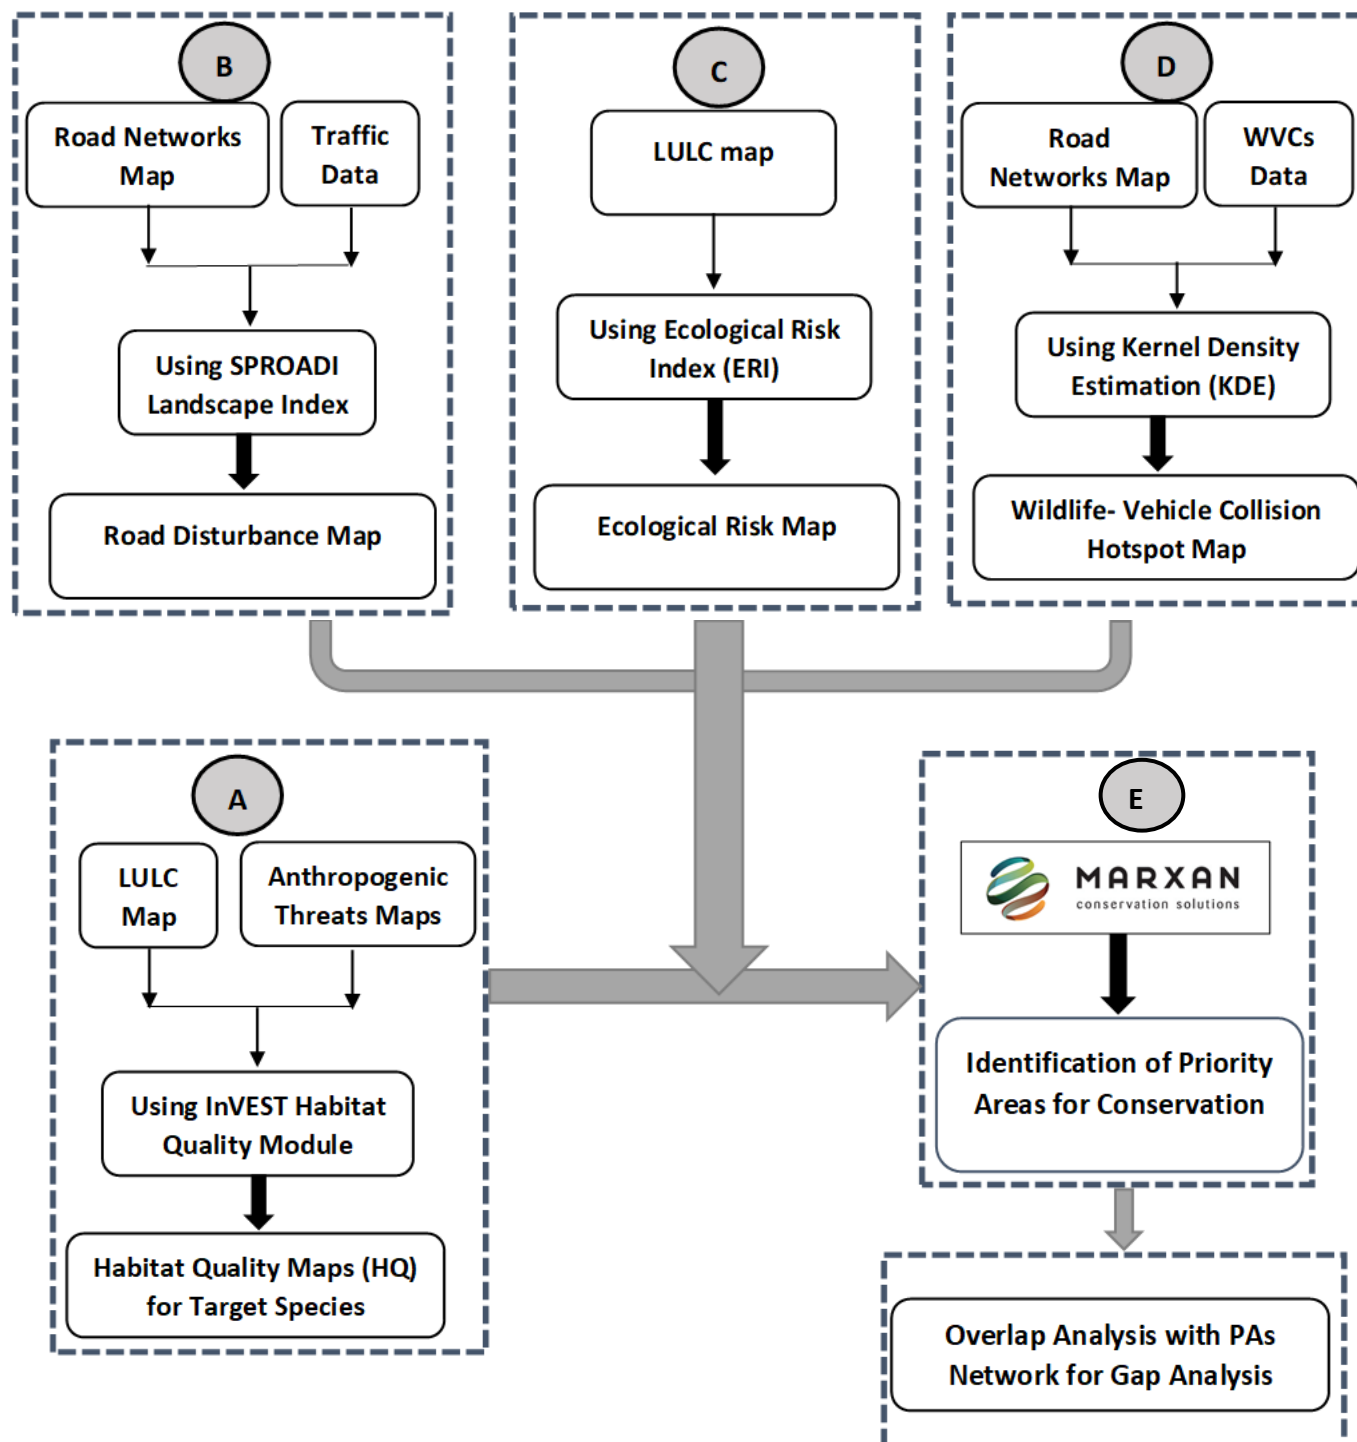 B
Road Networks
Map
Traffic
Data
Using SPROADI
Landscape Index
Road Disturbance Map
C
LULC map
Using Ecological Risk
Index (ERI)
Ecological Risk Map
D
Road
Networks Map
WVCs
Data
Using Kernel Density
Estimation (KDE)
Wildlife- Vehicle Collision
Hotspot Map
A
LULC
Map
Anthropogenic
Threats Maps
Using InVEST Habitat
Quality Module
Habitat Quality Maps (HQ)
for Target Species
E
MARXAN
conservation solutions
Identification of Priority
Areas for Conservation
Overlap Analysis with PAs
Network for Gap Analysis